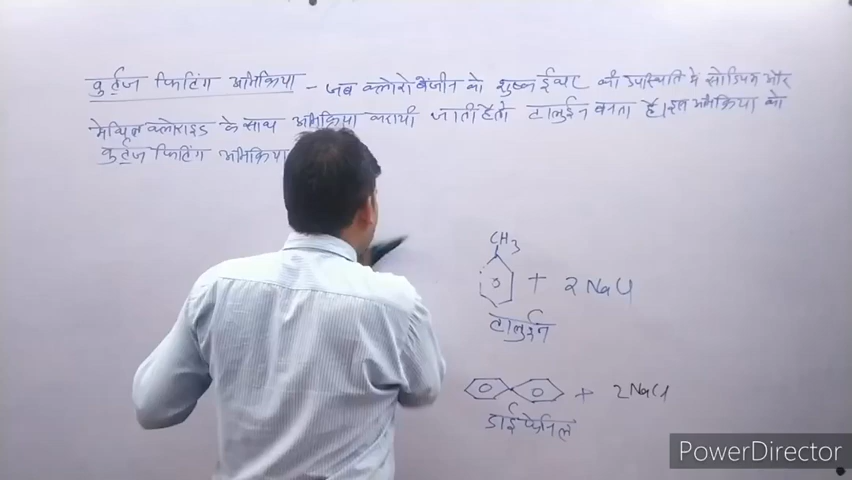 कुर्ट्ज फिटिंग अभिक्रिया - जब क्लोरो बेंजीन को शुष्क ईथर की उपस्थिति में सोडियम और
मेथिल क्लोराइड के साथ अभिक्रिया करायी जाती है तो टालुईन बनता है। इस अभिक्रिया को
कुर्ट्ज फिटिंग अभिक्रिया
CH3
+ 2NaCl
टालुईन
+ 2NaCl
डाईफेनिल
PowerDirector